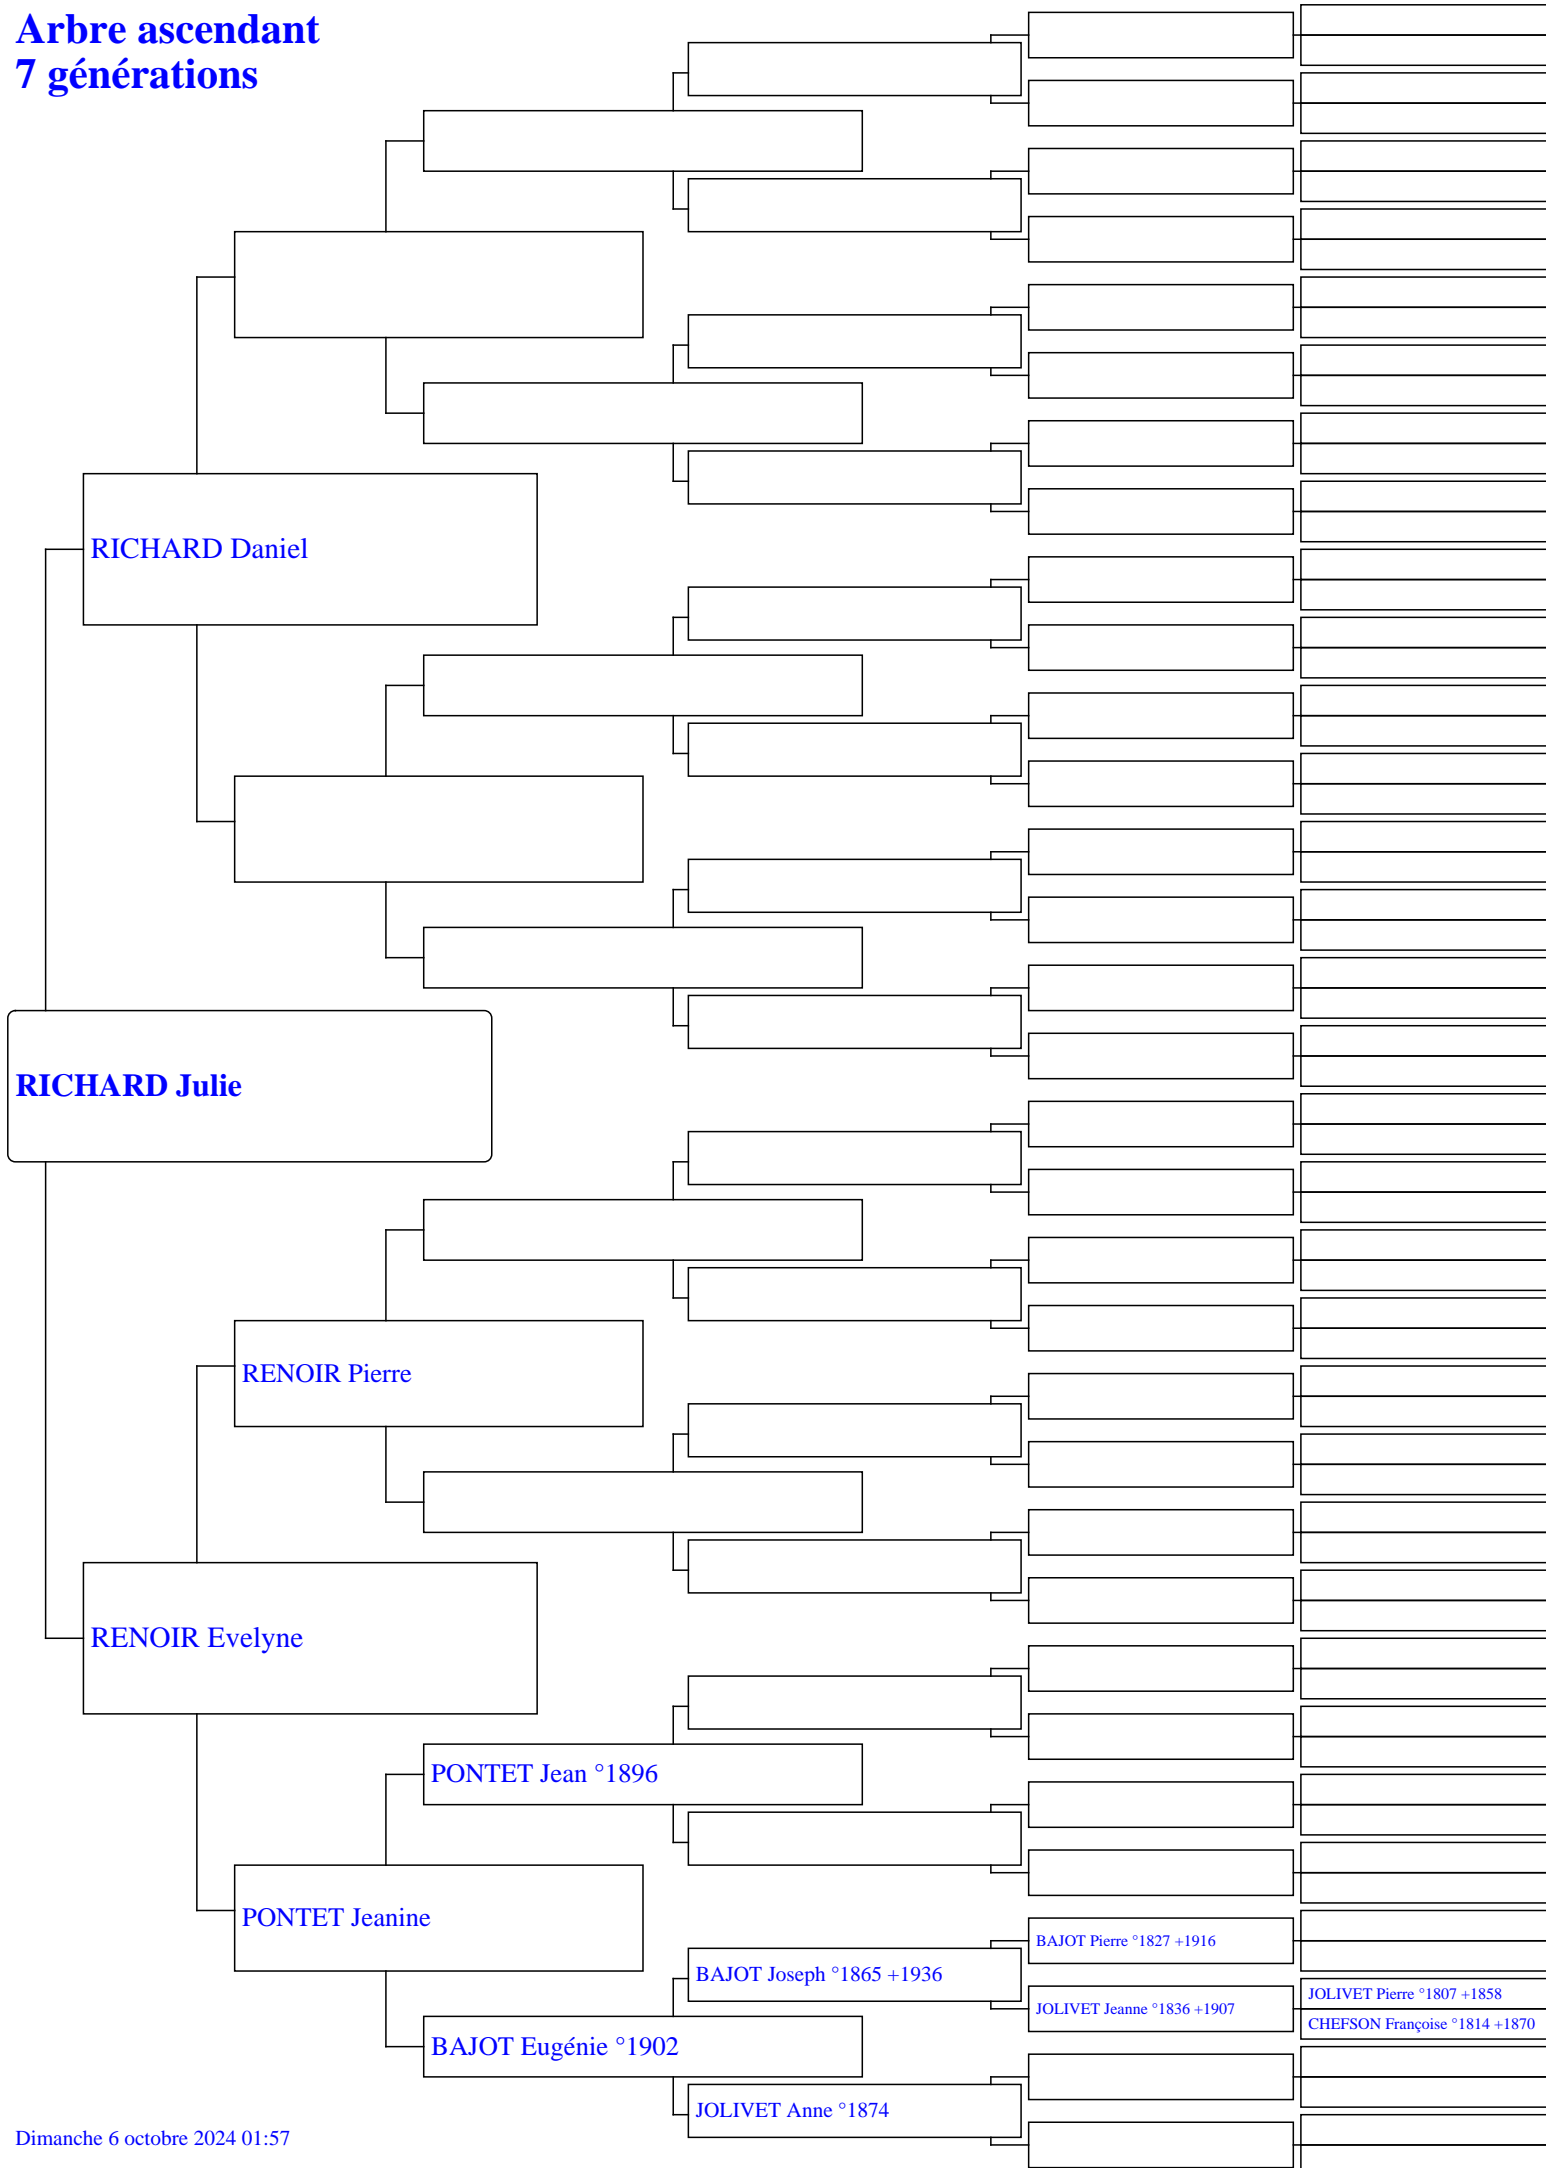 Arbre ascendant
7 générations
RICHARD Daniel
RICHARD Julie
RENOIR Pierre
RENOIR Evelyne
PONTET Jean °1896
PONTET Jeanine
BAJOT Pierre °1827 +1916
BAJOT Joseph °1865 +1936
JOLIVET Pierre °1807 +1858
JOLIVET Jeanne °1836 +1907
CHEFSON Françoise °1814 +1870
BAJOT Eugénie °1902
JOLIVET Anne °1874
Dimanche 6 octobre 2024 01:57